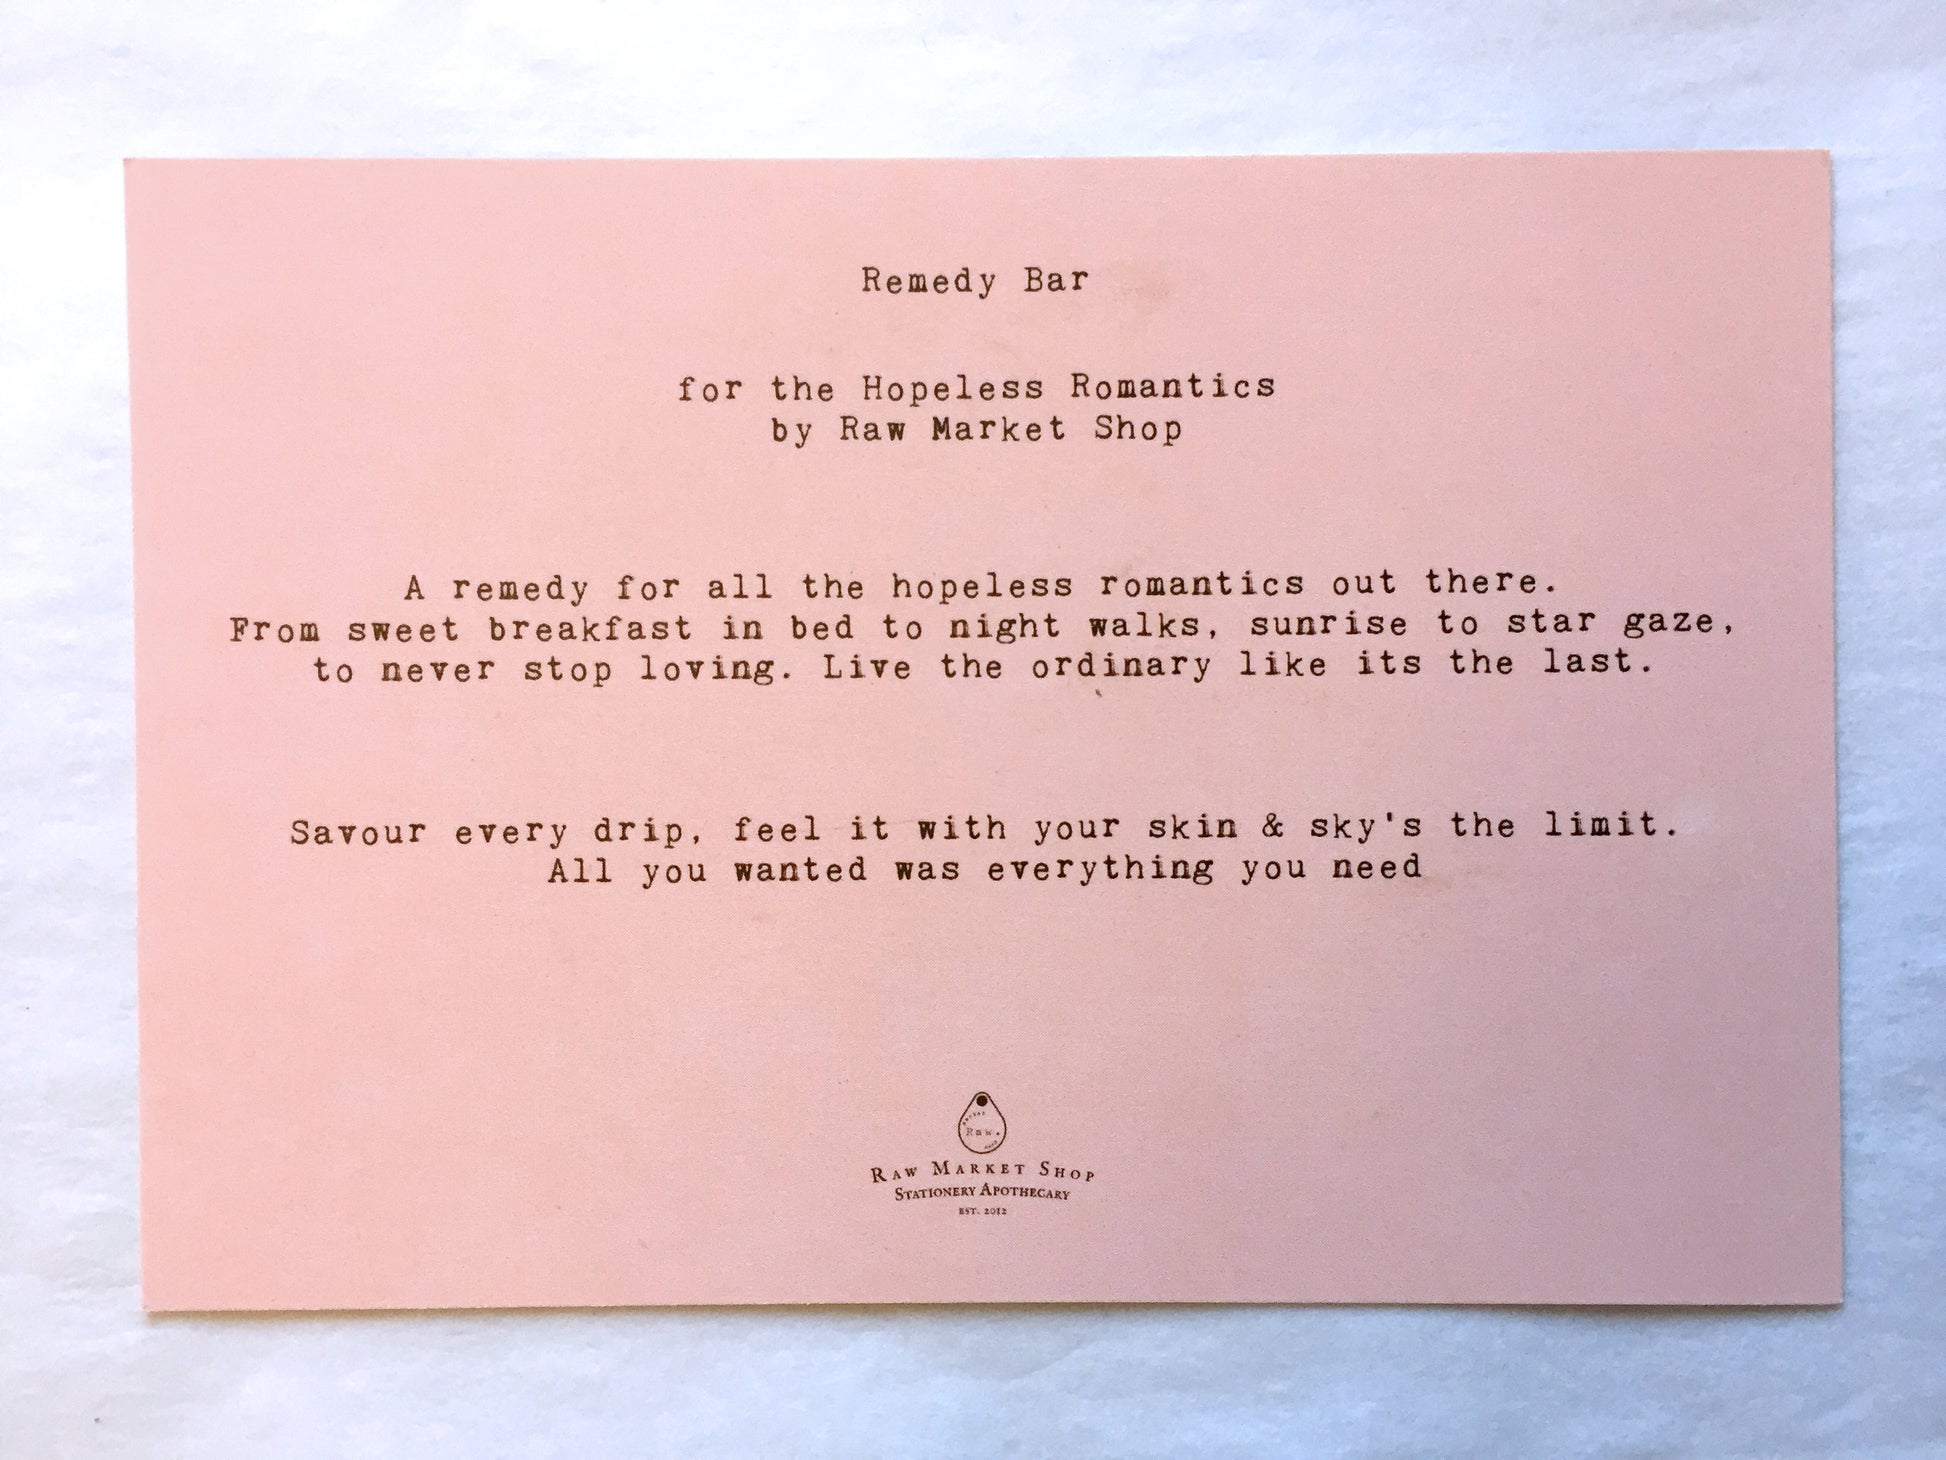 Remedy Bar
for the Hopeless Romantics
by Raw Market Shop
A remedy for all the hopeless romantics out there.
From sweet breakfast in bed to night walks, sunrise to star gaze,
to never stop loving. Live the ordinary like its the last.
Savour every drip, feel it with your skin & sky's the limit.
All you wanted was everything you need
Raw.
RAW MARKET SHOP
STATIONERY APOTHECARY
EST. 2012